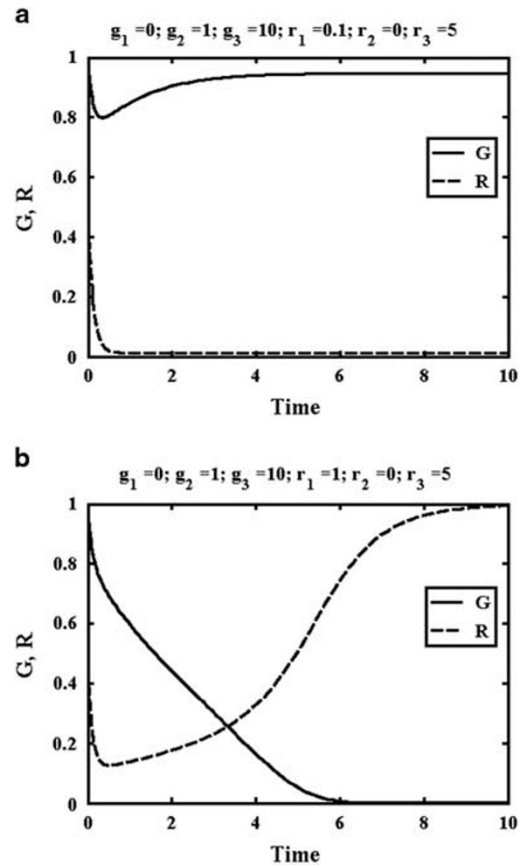 a
g₁ =0; g₂ =1; g₃ =10; r₁ =0.1; r₂ =0; r₃ =5
1
0.8
0.6
0.4
0.2
0
G, R
G
R
0 2 4 6 8 10
Time
b
g₁ =0; g₂ =1; g₃ =10; r₁ =1; r₂ =0; r₃ =5
1
0.8
0.6
0.4
0.2
0
G, R
G
R
0 2 4 6 8 10
Time